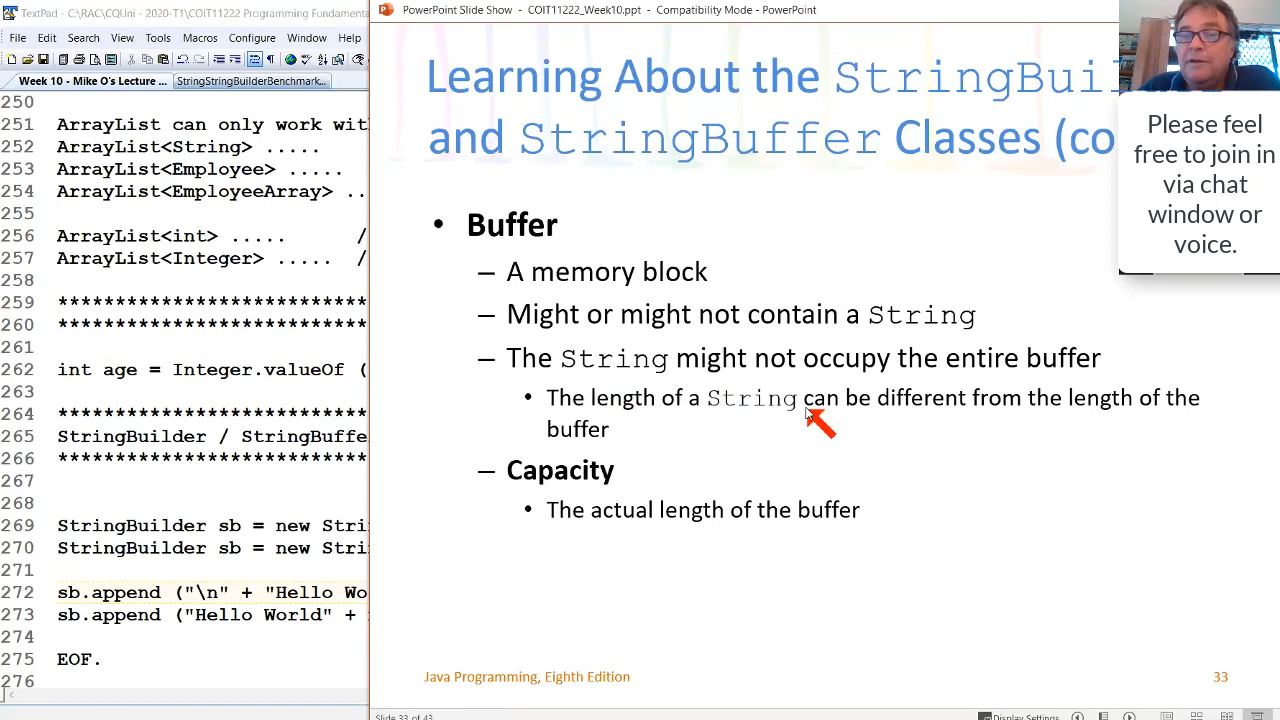 TextPad - C:\RAC\CQUni - 2020-T1\COIT11222 Programming Fundamenta
File Edit Search View Tools Macros Configure Window Help
Week 10 - Mike O's Lecture ... StringStringBuilderBenchmark...
250
251 ArrayList can only work wit
252 ArrayList<String> .....
253 ArrayList<Employee> .....
254 ArrayList<EmployeeArray> ..
255
256 ArrayList<int> ..... /
257 ArrayList<Integer> ..... /
258
259 ***************************
260 ***************************
261
262 int age = Integer.valueOf (
263
264 ***************************
265 StringBuilder / StringBuffe
266 ***************************
267
268
269 StringBuilder sb = new Stri
270 StringBuilder sb = new Stri
271
272 sb.append ("\n" + "Hello Wo
273 sb.append ("Hello World" +
274
275 EOF.
276
PowerPoint Slide Show - COIT11222_Week10.ppt - Compatibility Mode - PowerPoint
Learning About the StringBuil
and StringBuffer Classes (co
• Buffer
– A memory block
– Might or might not contain a String
– The String might not occupy the entire buffer
• The length of a String can be different from the length of the
buffer
– Capacity
• The actual length of the buffer
Java Programming, Eighth Edition
33
Slide 33 of 43
Display Settings
Please feel
free to join in
via chat
window or
voice.